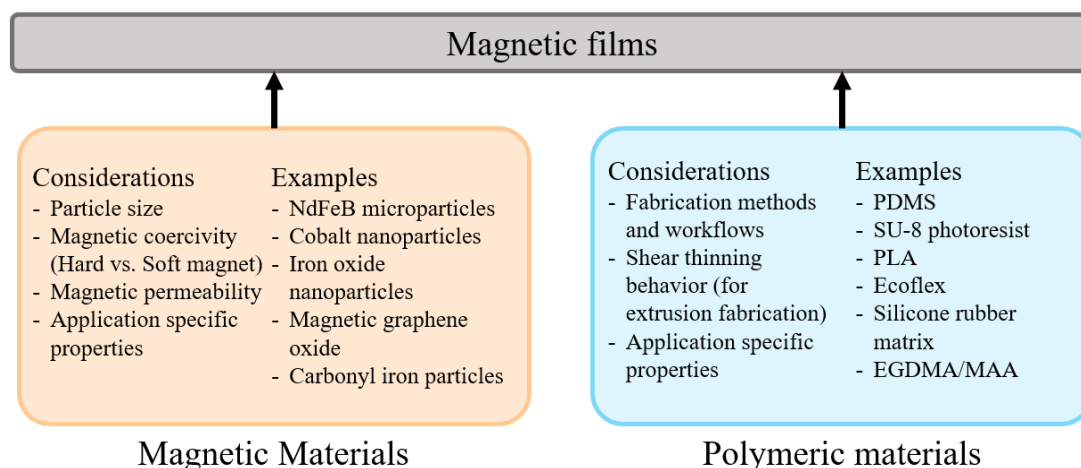 Magnetic films
Considerations
- Particle size
- Magnetic coercivity
(Hard vs. Soft magnet)
- Magnetic permeability
- Application specific
properties
Examples
- NdFeB microparticles
- Cobalt nanoparticles
- Iron oxide
nanoparticles
- Magnetic graphene
oxide
- Carbonyl iron particles
Magnetic Materials
Considerations
- Fabrication methods
and workflows
- Shear thinning
behavior (for
extrusion fabrication)
- Application specific
properties
Examples
- PDMS
- SU-8 photoresist
- PLA
- Ecoflex
- Silicone rubber
matrix
- EGDMA/MAA
Polymeric materials